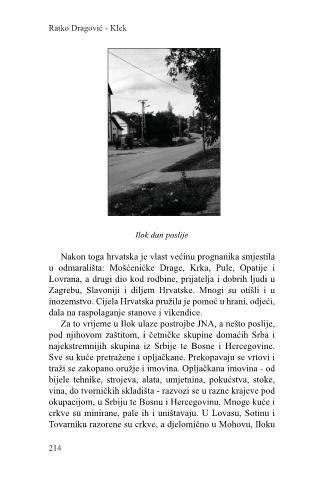 Ratko Dragović - Klek
Ilok dan poslije
Nakon toga hrvatska je vlast većinu prognanika smjestila
u odmarališta: Mošćeničke Drage, Krka, Pule, Opatije i
Lovrana, a drugi dio kod rodbine, prijatelja i dobrih ljudi u
Zagrebu, Slavoniji i diljem Hrvatske. Mnogi su otišli i u
inozemstvo. Cijela Hrvatska pružila je pomoć u hrani, odjeći,
dala na raspolaganje stanove i vikendice.
Za to vrijeme u Ilok ulaze postrojbe JNA, a nešto poslije,
pod njihovom zaštitom, i četničke skupine domaćih Srba i
najekstremnijih skupina iz Srbije te Bosne i Hercegovine.
Sve su kuće pretražene i opljačkane. Prekopavaju se vrtovi i
traži se zakopano oružje i imovina. Opljačkana imovina - od
bijele tehnike, strojeva, alata, umjetnina, pokućstva, stoke,
vina, do tvorničkih skladišta - razvozi se u razne krajeve pod
okupacijom, u Srbiju te Bosnu i Hercegovinu. Mnoge kuće i
crkve su minirane, pale ih i uništavaju. U Lovasu, Sotinu i
Tovarniku razorene su crkve, a djelomično u Mohovu, Iloku
214